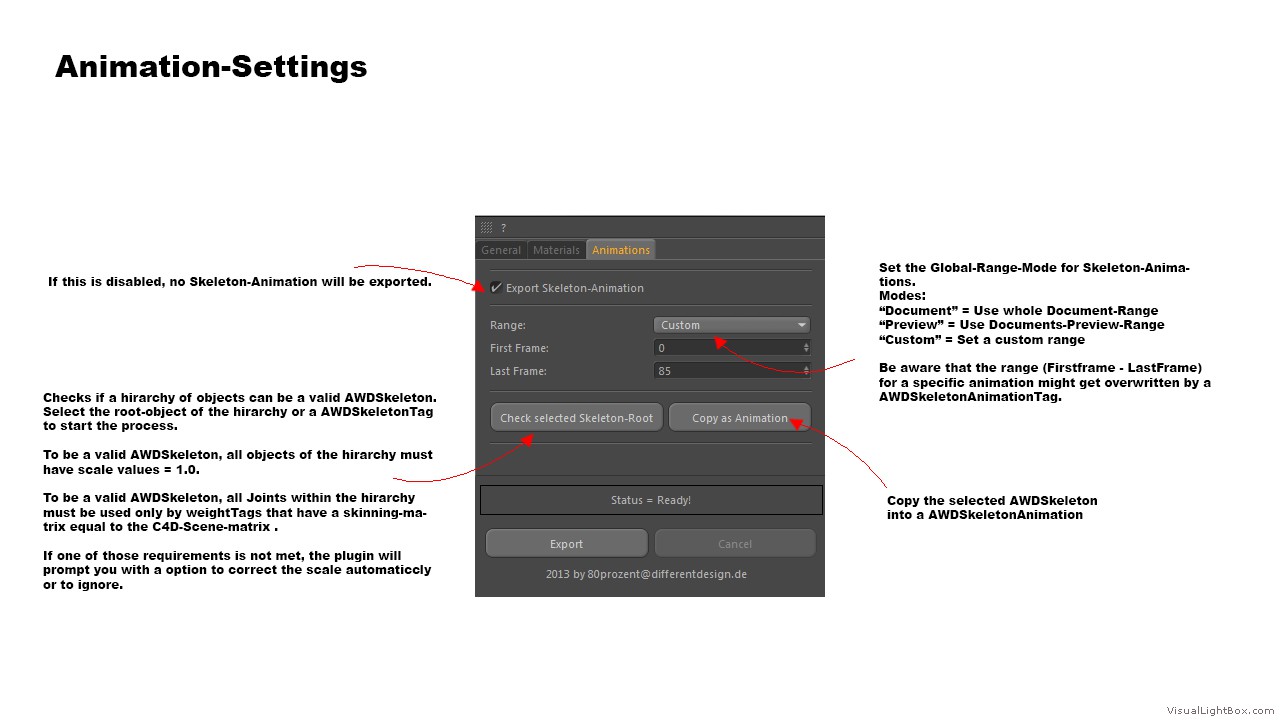 Animation-Settings
If this is disabled, no Skeleton-Animation will be exported.
Checks if a hirarchy of objects can be a valid AWDSkeleton.
Select the root-object of the hierarchy or a AWDSkeletonTag
to start the process.
To be a valid AWDSkeleton, all objects of the hirarchy must
have scale values = 1.0.
To be a valid AWDSkeleton, all Joints within the hirarchy
must be used only by weightTags that have a skinning-ma-
trix equal to the C4D-Scene-matrix .
If one of those requirements is not met, the plugin will
prompt you with a option to correct the scale automaticcly
or to ignore.
?
General Materials Animations
Export Skeleton-Animation
Range: Custom
First Frame: 0
Last Frame: 85
Check selected Skeleton-Root Copy as Animation
Status = Ready!
Export Cancel
2013 by 80prozent@differentdesign.de
Set the Global-Range-Mode for Skeleton-Anima-
tions.
Modes:
“Document” = Use whole Document-Range
“Preview” = Use Documents-Preview-Range
“Custom” = Set a custom range
Be aware that the range (Firstframe - LastFrame)
for a specific animation might get overwritten by a
AWDSkeletonAnimationTag.
Copy the selected AWDSkeleton
into a AWDSkeletonAnimation
VisualLightBox.com